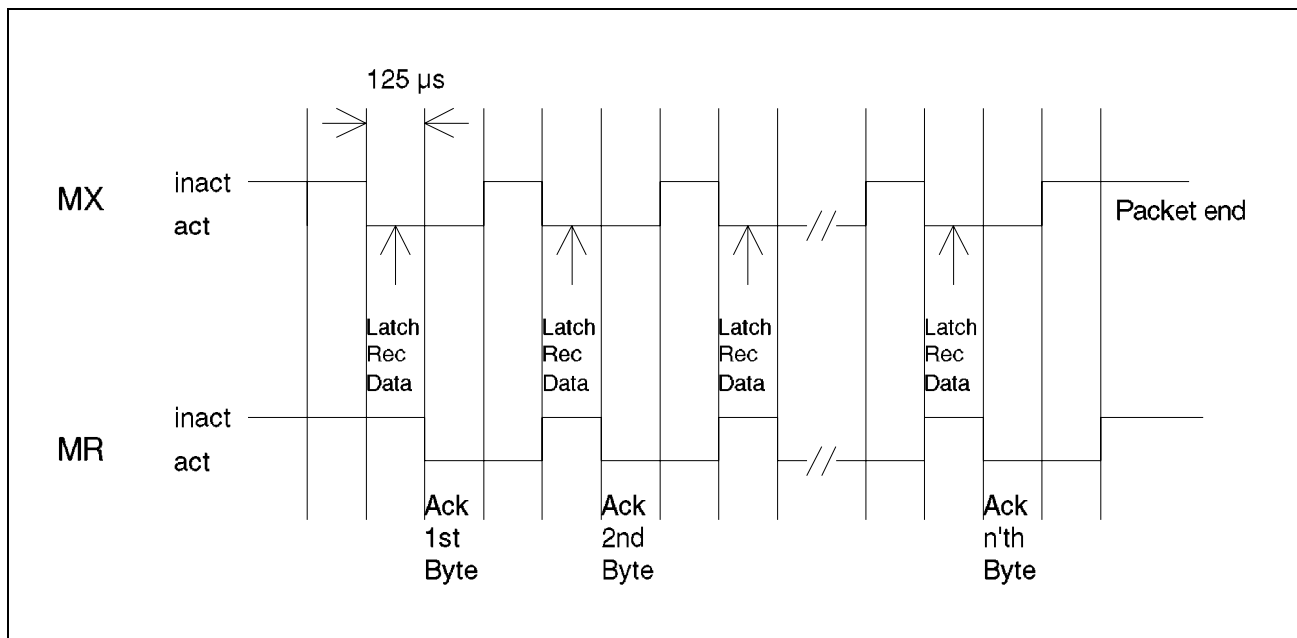 125 µs
MX
inact
act
Packet end
Latch
Rec
Data
Latch
Rec
Data
Latch
Rec
Data
Latch
Rec
Data
MR
inact
act
Ack
1st
Byte
Ack
2nd
Byte
Ack
n'th
Byte